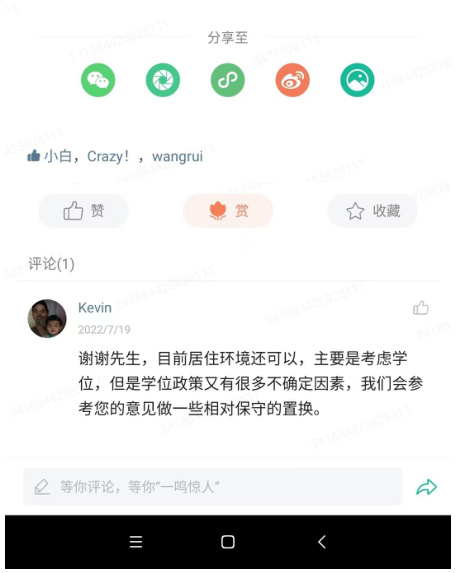 分享至
小白，Crazy！，wangrui
赞
赏
收藏
评论(1)
Kevin
2022/7/19
谢谢先生，目前居住环境还可以，主要是考虑学
位，但是学位政策又有很多不确定因素，我们会参
考您的意见做一些相对保守的置换。
等你评论，等你“一鸣惊人”